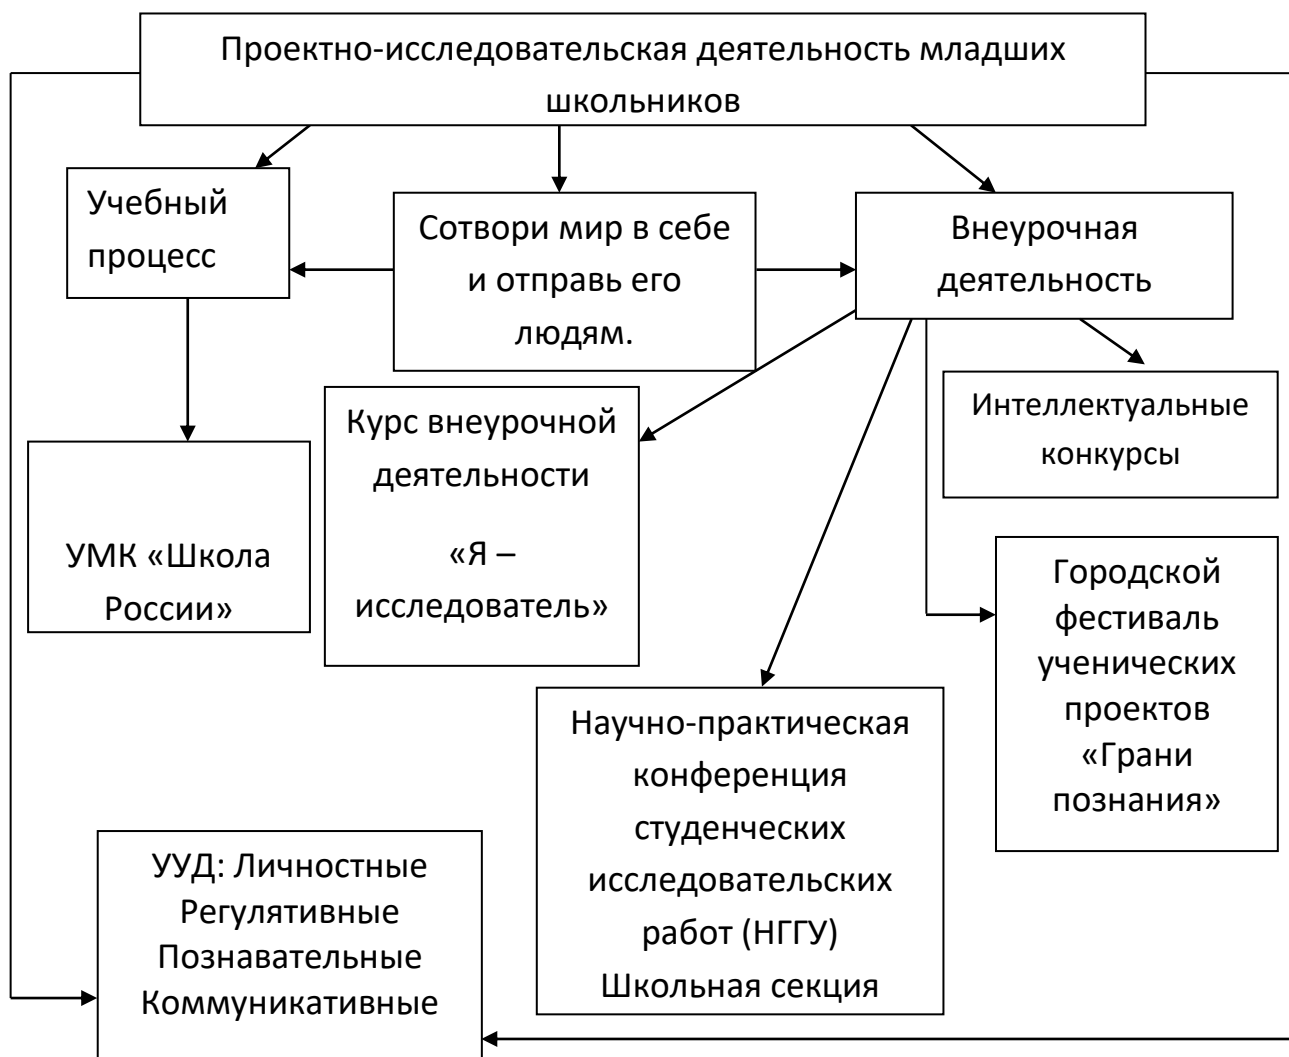 Проектно-исследовательская деятельность младших
школьников
Учебный
процесс
Сотвори мир в себе
и отправь его
людям.
Внеурочная
деятельность
Курс внеурочной
деятельности
«Я –
исследователь»
Интеллектуальные
конкурсы
УМК «Школа
России»
Городской
фестиваль
ученических
проектов
«Грани
познания»
Научно-практическая
конференция
студенческих
исследовательских
работ (НГГУ)
Школьная секция
УУД: Личностные
Регулятивные
Познавательные
Коммуникативные